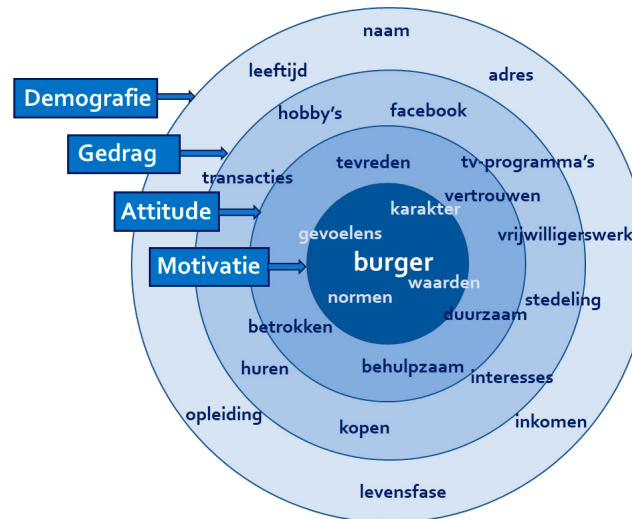 naam
leeftijd
adres
Demografie
hobby's
facebook
Gedrag
tevreden
tv-programma's
transacties
vertrouwen
Attitude
karakter
gevoelens
vrijwilligerswerk
Motivatie
burger
waarden
normen
stedeling
duurzaam
betrokken
huren
behulpzaam
interesses
opleiding
kopen
inkomen
levensfase